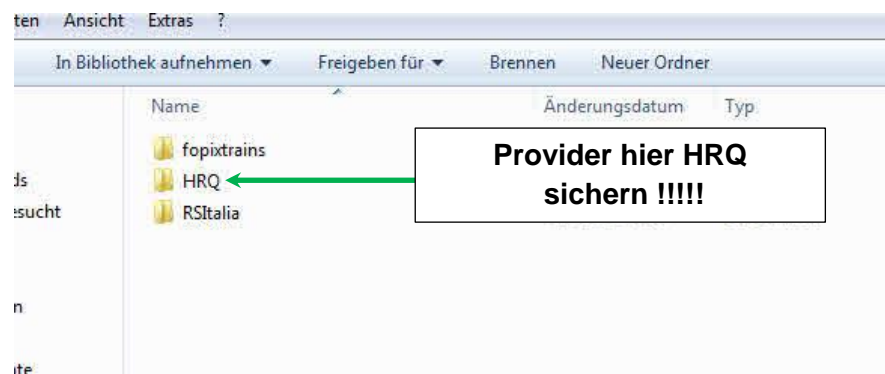 ten Ansicht Extras ?
In Bibliothek aufnehmen Freigeben für Brennen Neuer Ordner
Name Änderungsdatum Typ
fopixtrains
HRQ
RSItalia
Provider hier HRQ
sichern !!!!!
ds
esucht
n
te